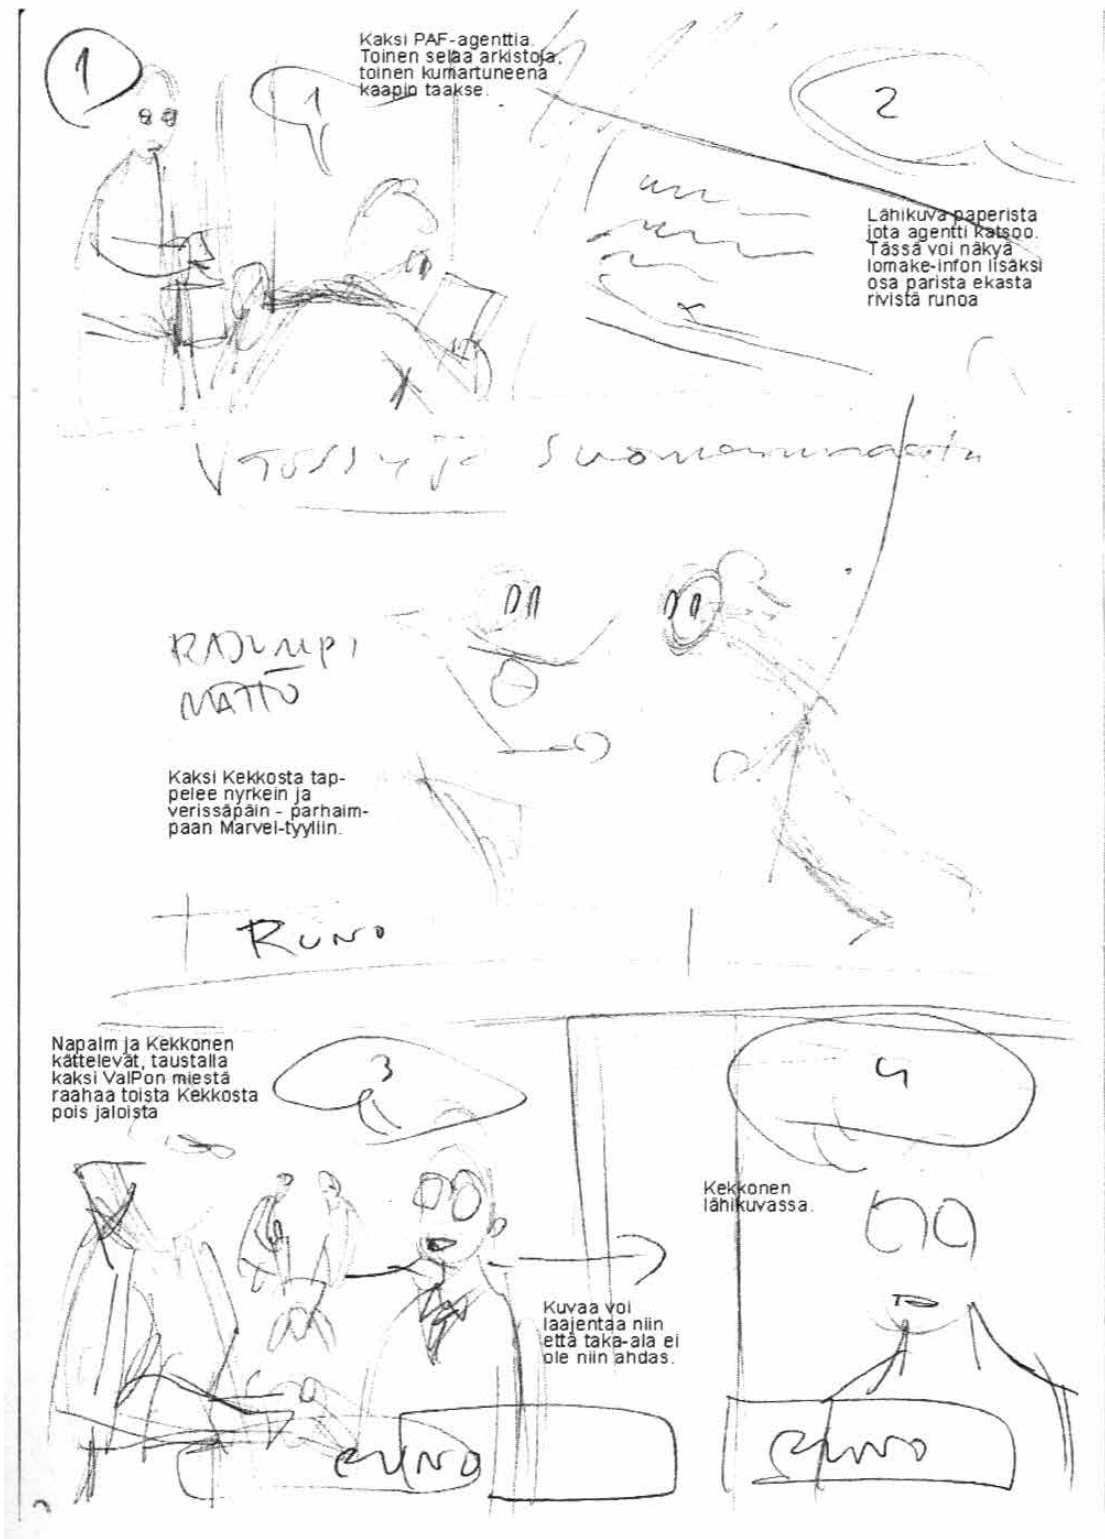 1
Kaksi PAF-agenttia.
Toinen selaa arkistoja,
toinen kumartuneena
kaapin taakse.
1
2
Lähikuva paperista
jota agentti katsoo.
Tässä voi näkyä
lomake-infon lisäksi
osa parista ekasta
rivistä runoa
RAJUMPI
MATTO
Kaksi Kekkosta tap-
pelee nyrkein ja
verissäpäin - parhaim-
paan Marvel-tyyliin.
RUNO
Napalm ja Kekkonen
kättelevät, taustalla
kaksi ValPon miestä
raahaa toista Kekkosta
pois jaloista
3
4
Kekkonen
lähikuvassa.
Kuvaa voi
laajentaa niin
että taka-ala ei
ole niin ahdas.
RUNO
RUNO